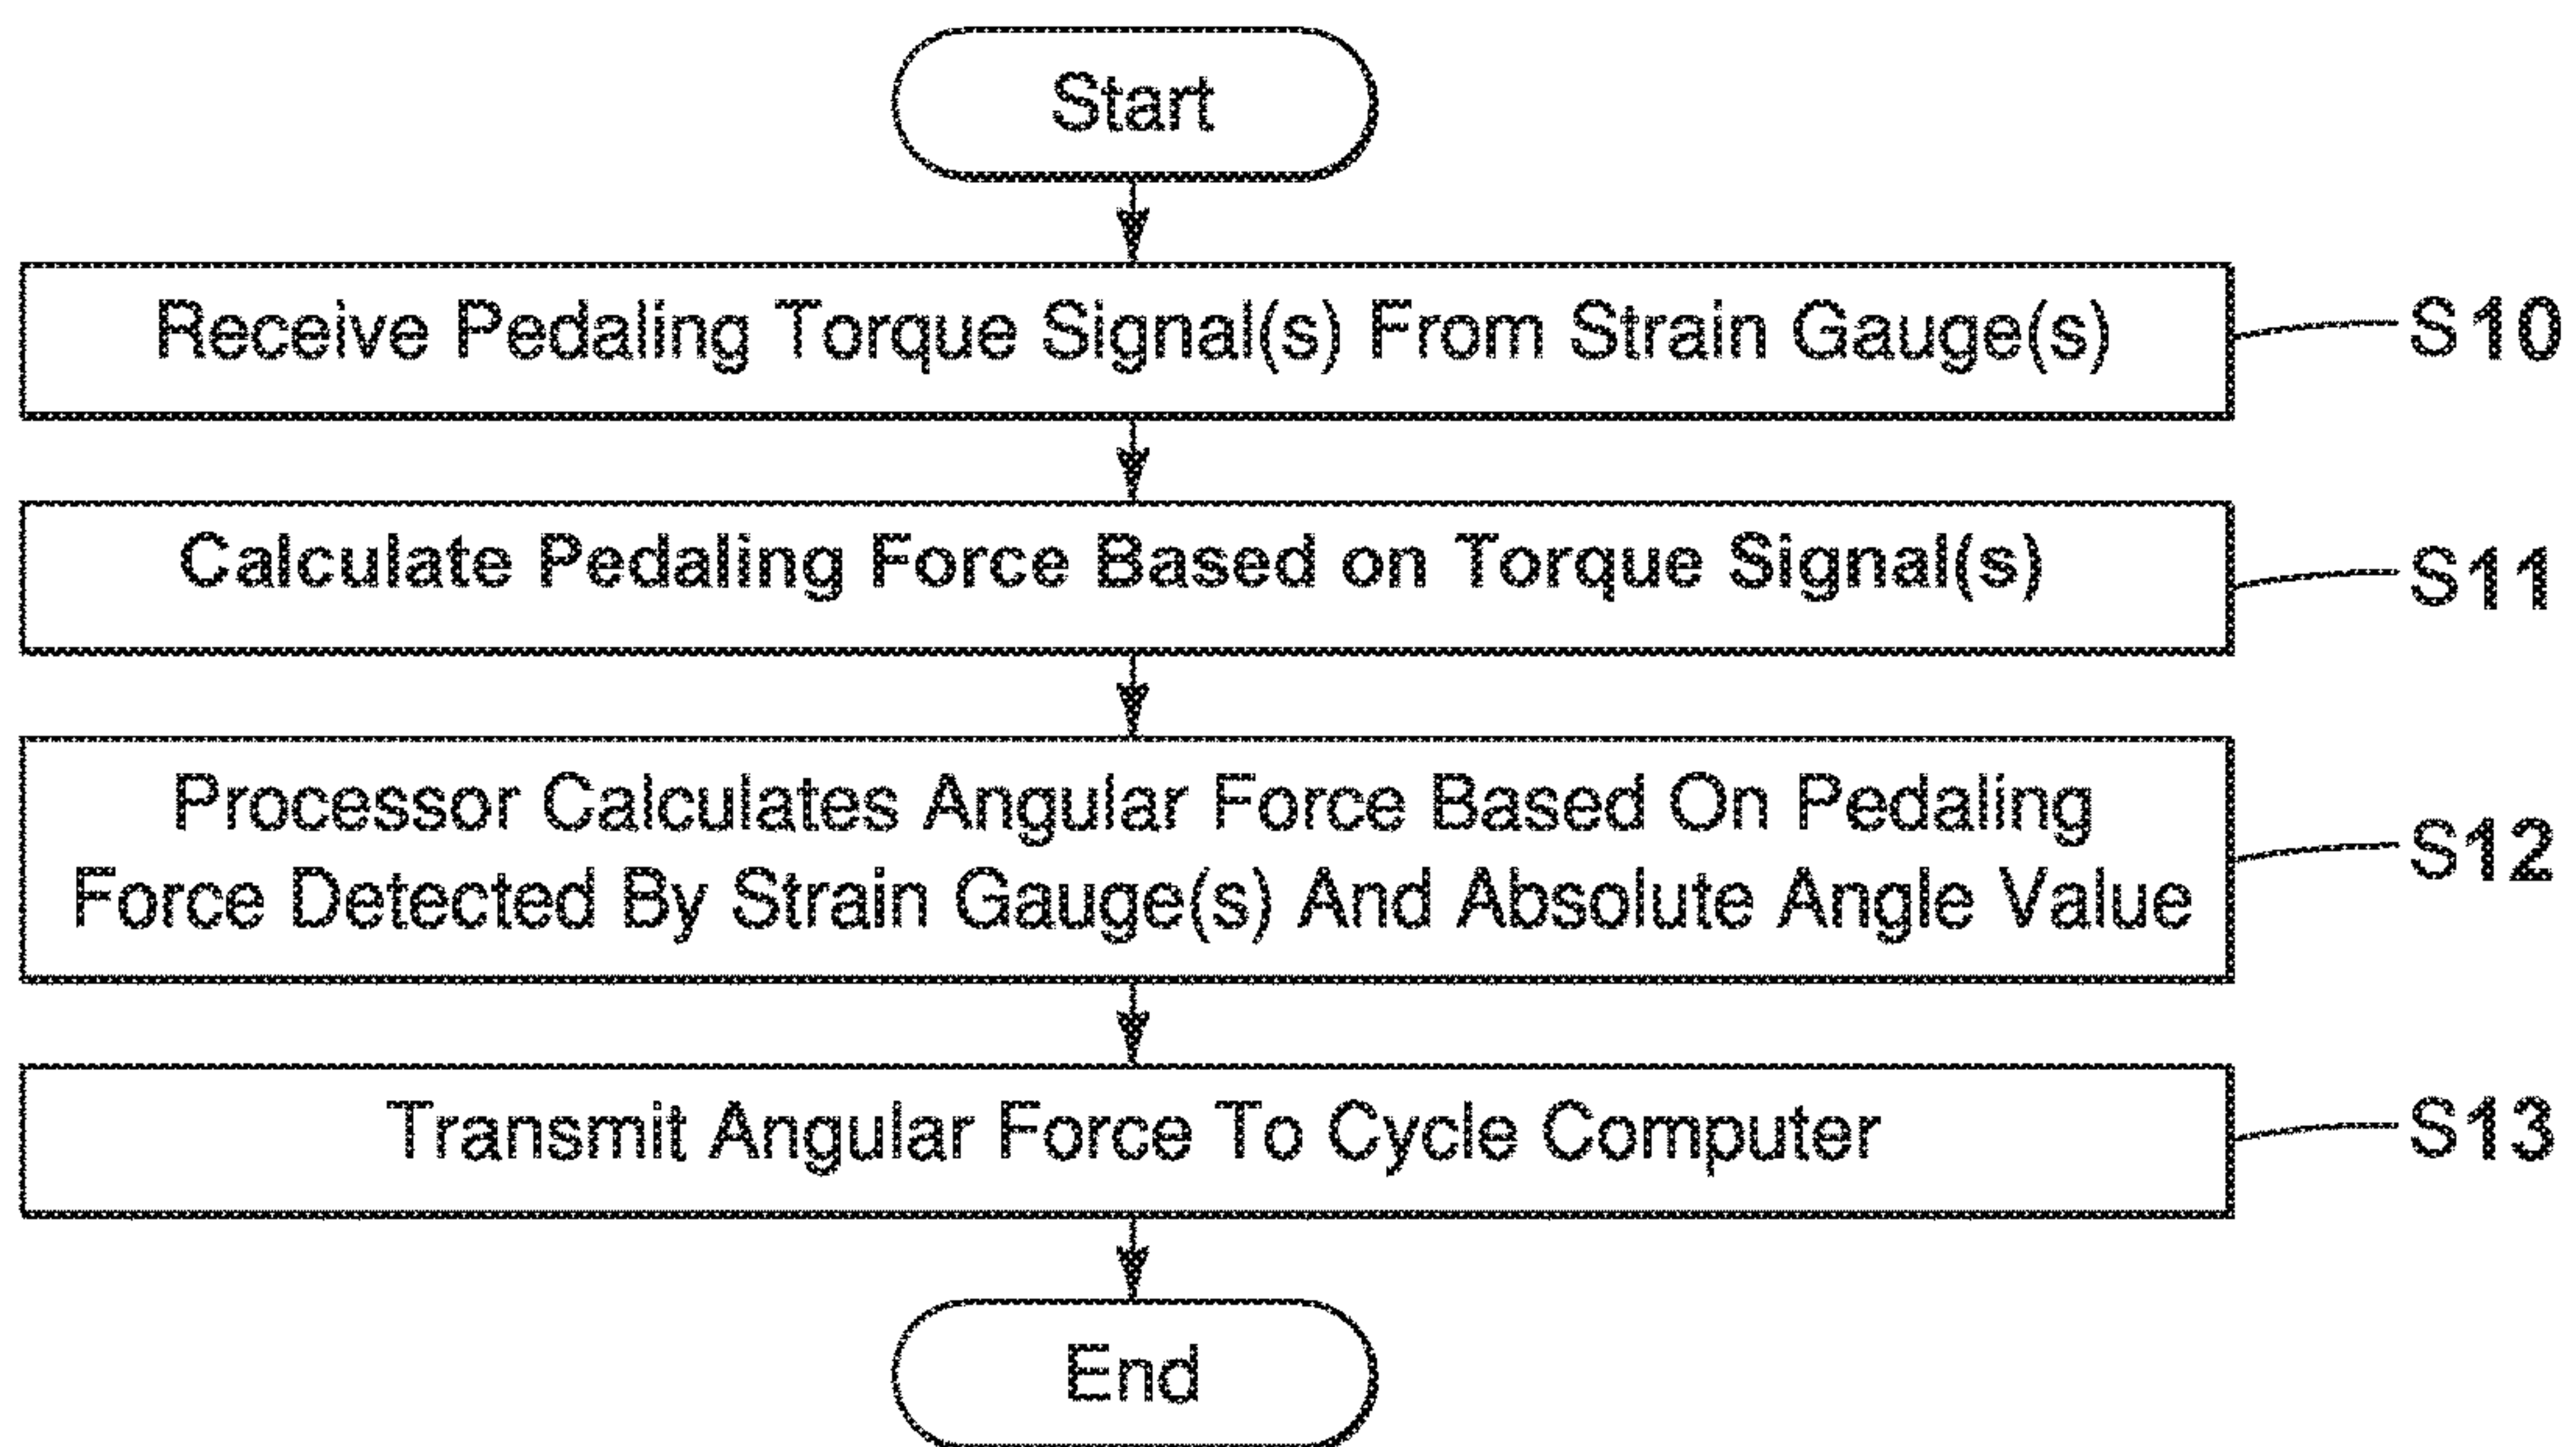 Start
Receive Pedaling Torque Signal(s) From Strain Gauge(s)
S10
Calculate Pedaling Force Based on Torque Signal(s)
S11
Processor Calculates Angular Force Based On Pedaling
Force Detected By Strain Gauge(s) And Absolute Angle Value
S12
Transmit Angular Force To Cycle Computer
S13
End